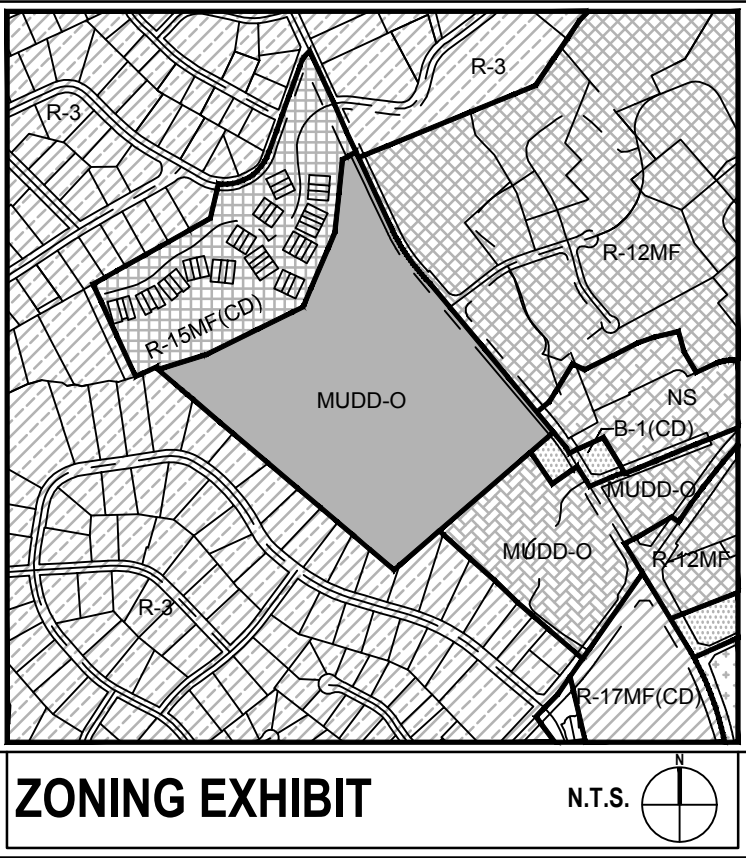 R-3
R-3
R-12MF
R-15MF(CD)
MUDD-O
NS
B-1(CD)
MUDD-O
MUDD-O
R-12MF
R-3
R-17MF(CD)
N
ZONING EXHIBIT
N.T.S.